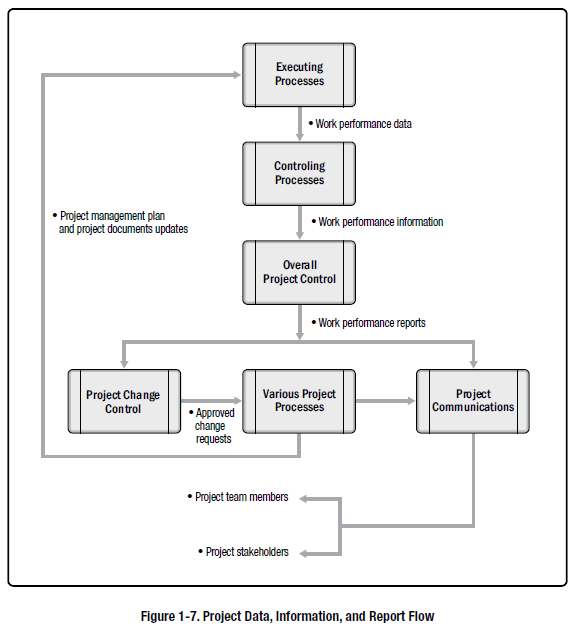 Executing
Processes
• Work performance data
Controling
Processes
• Work performance information
• Project management plan
and project documents updates
Overall
Project Control
• Work performance reports
Project Change
Control
• Approved
change
requests
Various Project
Processes
Project
Communications
• Project team members
• Project stakeholders
Figure 1-7. Project Data, Information, and Report Flow